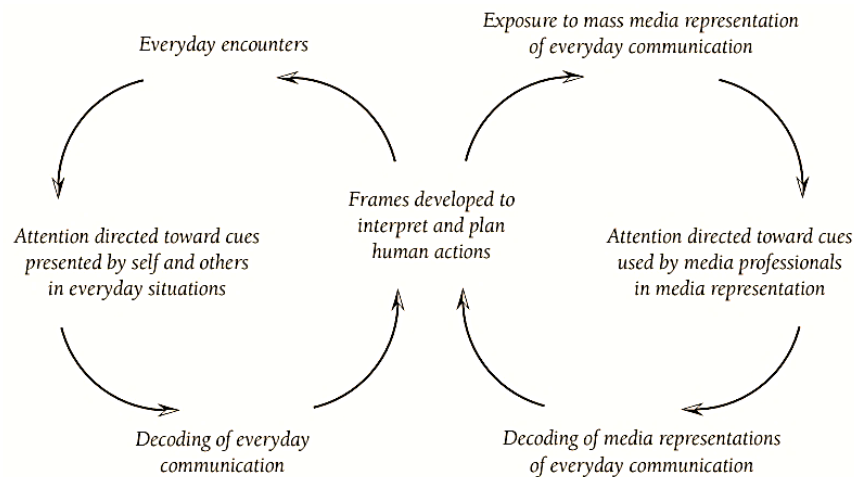 Everyday encounters
Exposure to mass media representation
of everyday communication
Frames developed to
interpret and plan
human actions
Attention directed toward cues
presented by self and others
in everyday situations
Attention directed toward cues
used by media professionals
in media representation
Decoding of everyday
communication
Decoding of media representations
of everyday communication